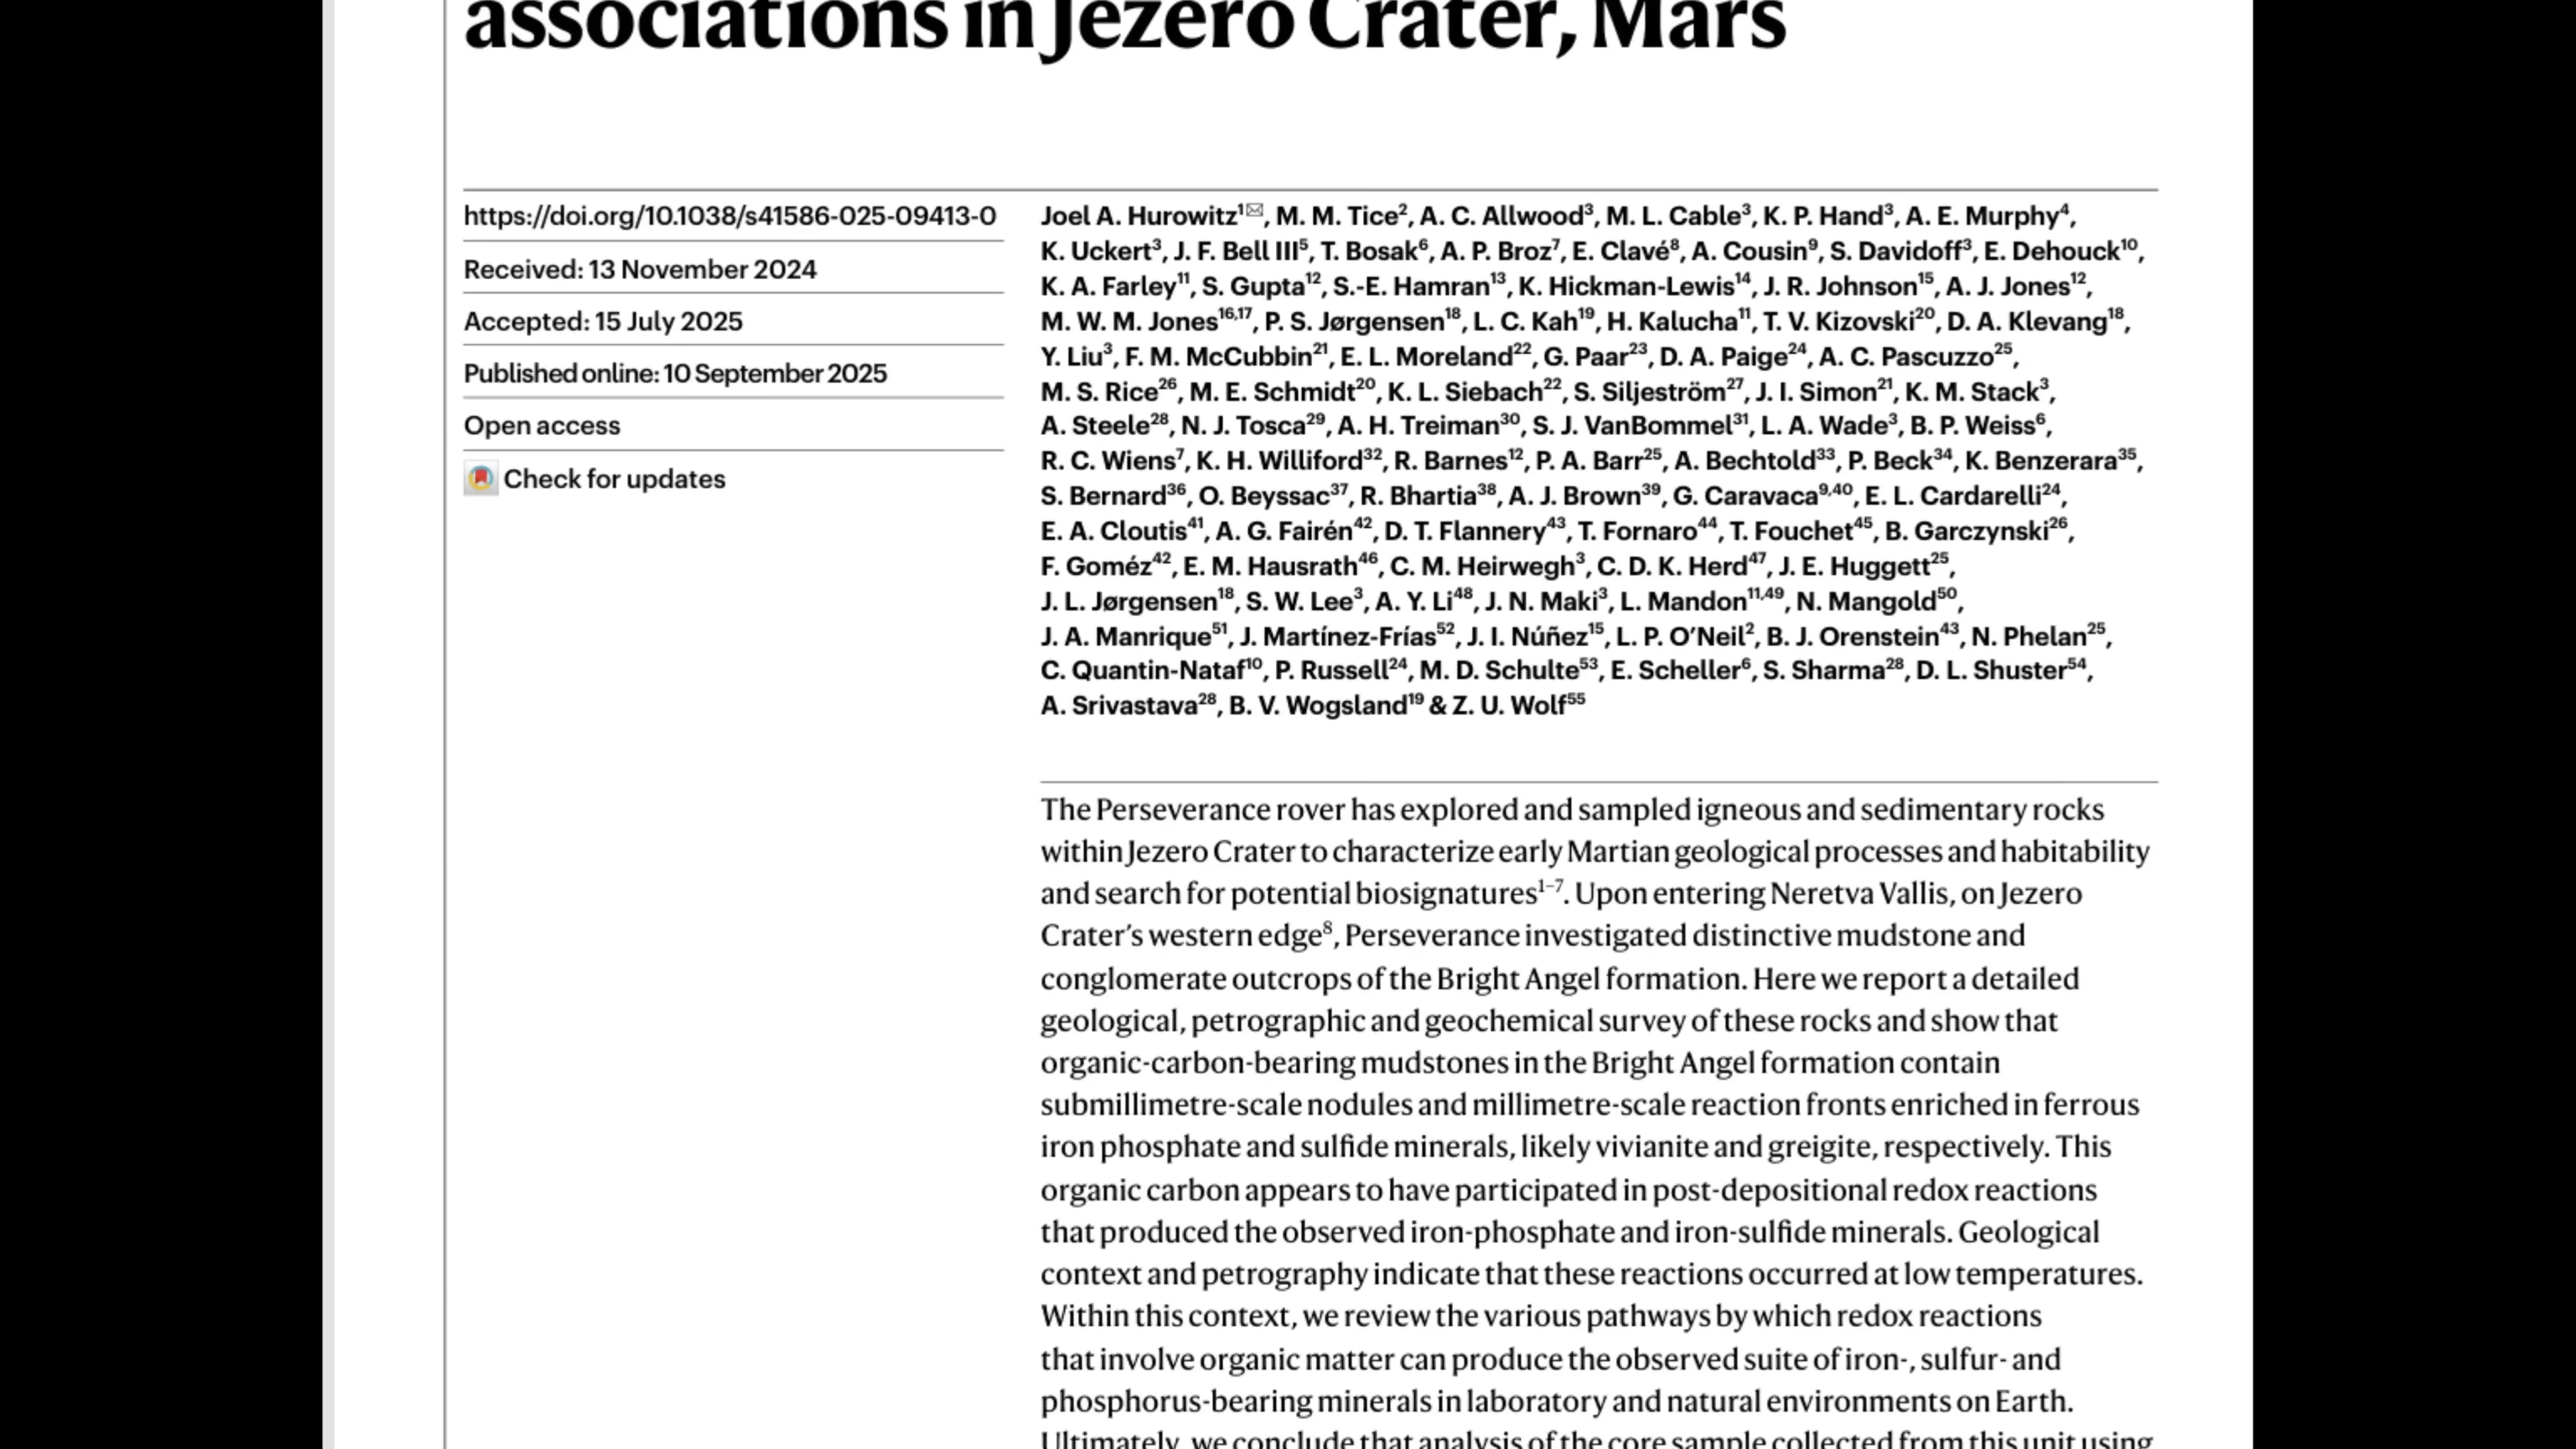 associations in Jezero Crater, Mars
https://doi.org/10.1038/s41586-025-09413-0
Received: 13 November 2024
Accepted: 15 July 2025
Published online: 10 September 2025
Open access
Check for updates
Joel A. Hurowitz1✉, M. M. Tice2, A. C. Allwood3, M. L. Cable3, K. P. Hand3, A. E. Murphy4,
K. Uckert3, J. F. Bell III5, T. Bosak6, A. P. Broz7, E. Clavé8, A. Cousin9, S. Davidoff3, E. Dehouck10,
K. A. Farley11, S. Gupta12, S.-E. Hamran13, K. Hickman-Lewis14, J. R. Johnson15, A. J. Jones12,
M. W. M. Jones16,17, P. S. Jørgensen18, L. C. Kah19, H. Kalucha11, T. V. Kizovski20, D. A. Klevang18,
Y. Liu3, F. M. McCubbin21, E. L. Moreland22, G. Paar23, D. A. Paige24, A. C. Pascuzzo25,
M. S. Rice26, M. E. Schmidt20, K. L. Siebach22, S. Siljeström27, J. I. Simon21, K. M. Stack3,
A. Steele28, N. J. Tosca29, A. H. Treiman30, S. J. VanBommel31, L. A. Wade3, B. P. Weiss6,
R. C. Wiens7, K. H. Williford32, R. Barnes12, P. A. Barr25, A. Bechtold33, P. Beck34, K. Benzerara35,
S. Bernard36, O. Beyssac37, R. Bhartia38, A. J. Brown39, G. Caravaca9,40, E. L. Cardarelli24,
E. A. Cloutis41, A. G. Fairén42, D. T. Flannery43, T. Fornaro44, T. Fouchet45, B. Garczynski26,
F. Goméz42, E. M. Hausrath46, C. M. Heirwegh3, C. D. K. Herd47, J. E. Huggett25,
J. L. Jørgensen18, S. W. Lee3, A. Y. Li48, J. N. Maki3, L. Mandon11,49, N. Mangold50,
J. A. Manrique51, J. Martínez-Frías52, J. I. Núñez15, L. P. O’Neil2, B. J. Orenstein43, N. Phelan25,
C. Quantin-Nataf10, P. Russell24, M. D. Schulte53, E. Scheller6, S. Sharma28, D. L. Shuster54,
A. Srivastava28, B. V. Wogsland19 & Z. U. Wolf55
The Perseverance rover has explored and sampled igneous and sedimentary rocks
within Jezero Crater to characterize early Martian geological processes and habitability
and search for potential biosignatures1–7. Upon entering Neretva Vallis, on Jezero
Crater’s western edge8, Perseverance investigated distinctive mudstone and
conglomerate outcrops of the Bright Angel formation. Here we report a detailed
geological, petrographic and geochemical survey of these rocks and show that
organic-carbon-bearing mudstones in the Bright Angel formation contain
submillimetre-scale nodules and millimetre-scale reaction fronts enriched in ferrous
iron phosphate and sulfide minerals, likely vivianite and greigite, respectively. This
organic carbon appears to have participated in post-depositional redox reactions
that produced the observed iron-phosphate and iron-sulfide minerals. Geological
context and petrography indicate that these reactions occurred at low temperatures.
Within this context, we review the various pathways by which redox reactions
that involve organic matter can produce the observed suite of iron-, sulfur- and
phosphorus-bearing minerals in laboratory and natural environments on Earth.
Ultimately, we conclude that analysis of the core sample collected from this unit using